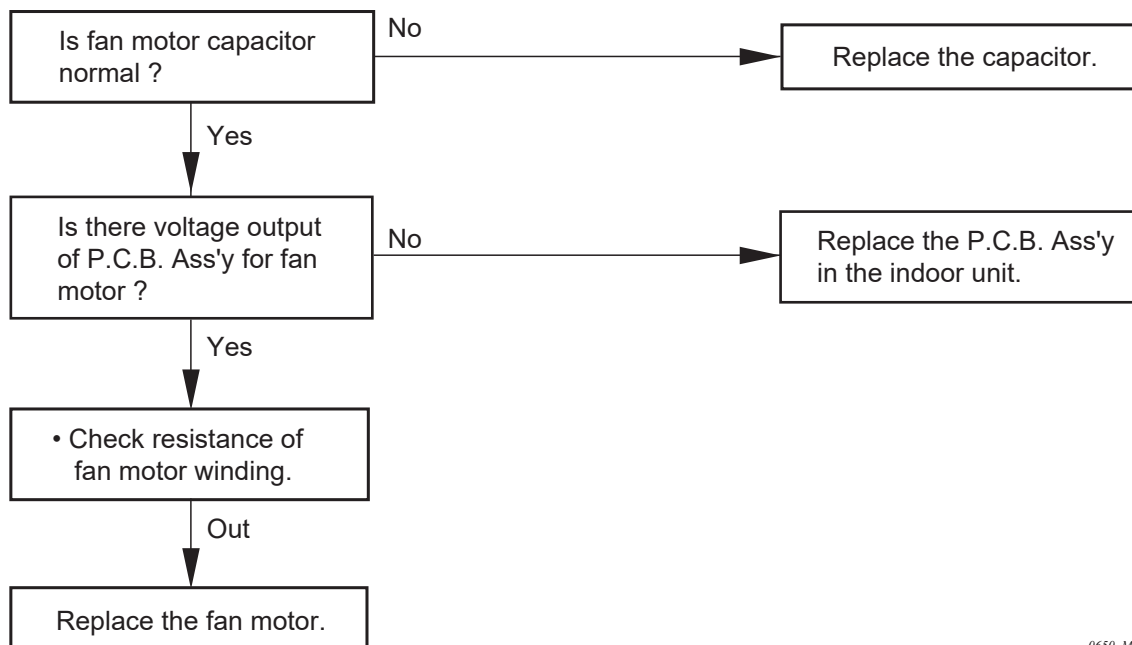 Is fan motor capacitor
normal ?
No
Replace the capacitor.
Yes
Is there voltage output
of P.C.B. Ass'y for fan
motor ?
No
Replace the P.C.B. Ass'y
in the indoor unit.
Yes
• Check resistance of
fan motor winding.
Out
Replace the fan motor.